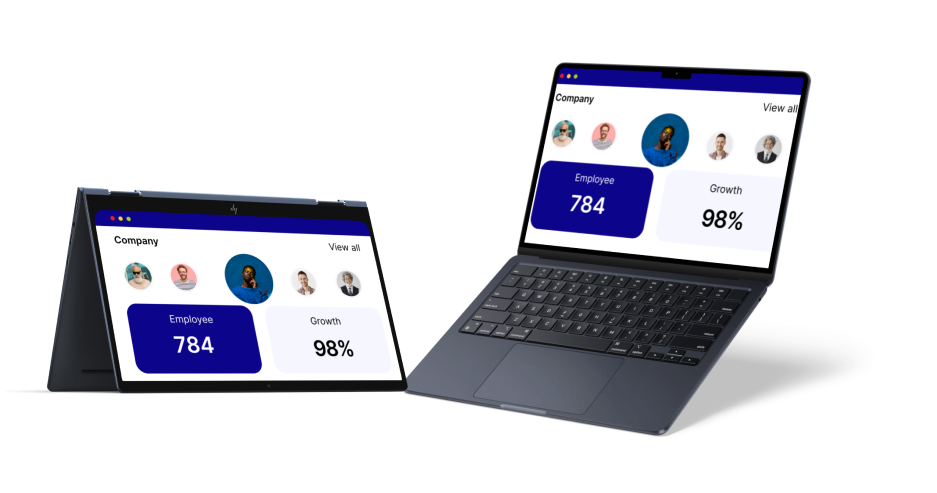 Company
View all
Employee
784
Growth
98%
Company
View all
Employee
784
Growth
98%